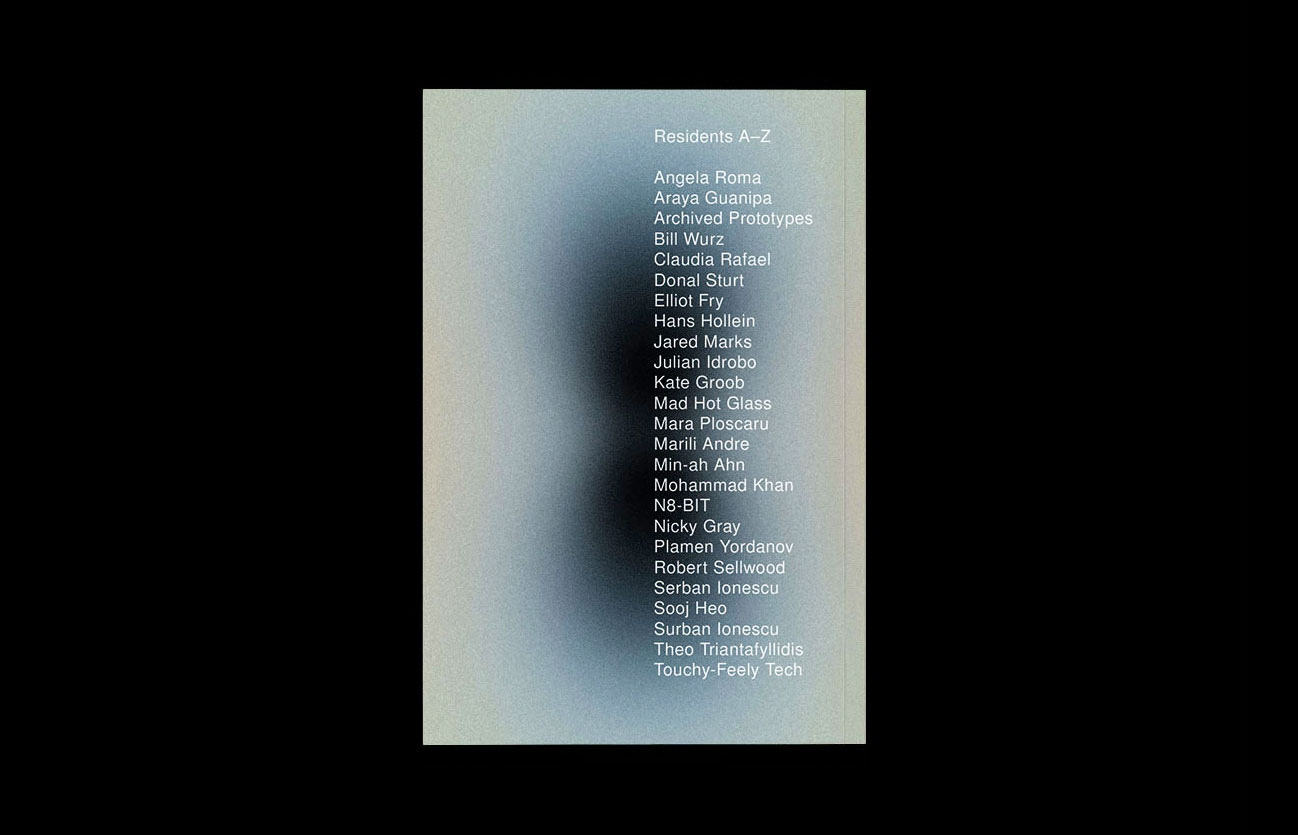 Residents A–Z
Angela Roma
Araya Guanipa
Archived Prototypes
Bill Wurz
Claudia Rafael
Donal Sturt
Elliot Fry
Hans Hollein
Jared Marks
Julian Idrobo
Kate Groob
Mad Hot Glass
Mara Ploscaru
Marili Andre
Min-ah Ahn
Mohammad Khan
N8-BIT
Nicky Gray
Plamen Yordanov
Robert Sellwood
Serban Ionescu
Sooj Heo
Surban Ionescu
Theo Triantafyllidis
Touchy-Feely Tech